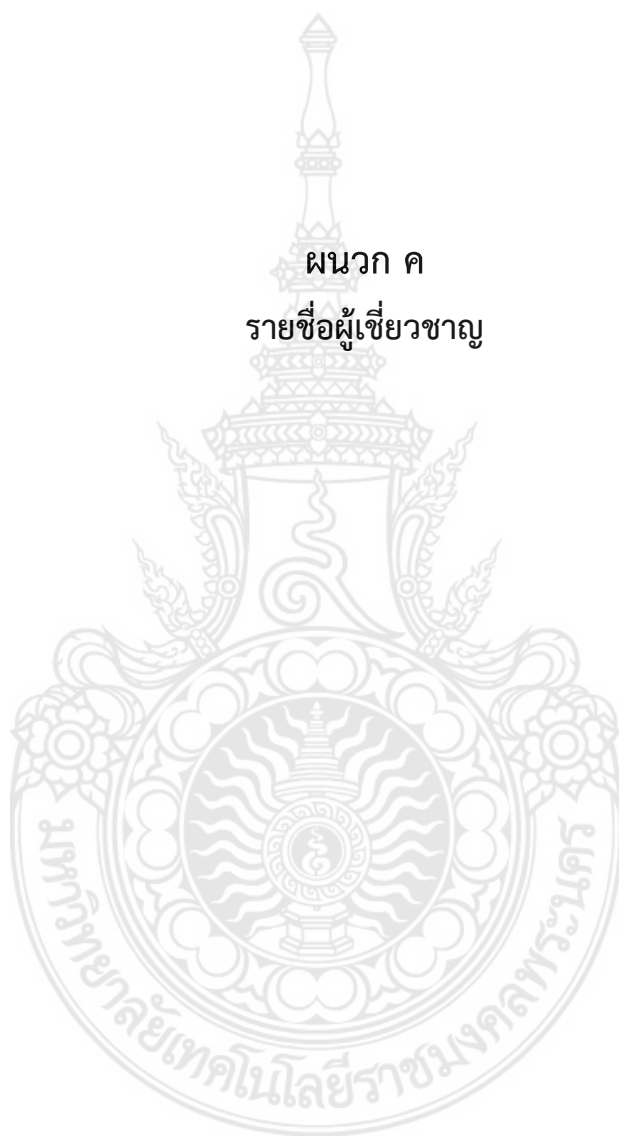 ผนวก ค
รายชื่อผู้เชี่ยวชาญ
มหาวิทยาลัยเทคโนโลยีราชมงคลพระนคร